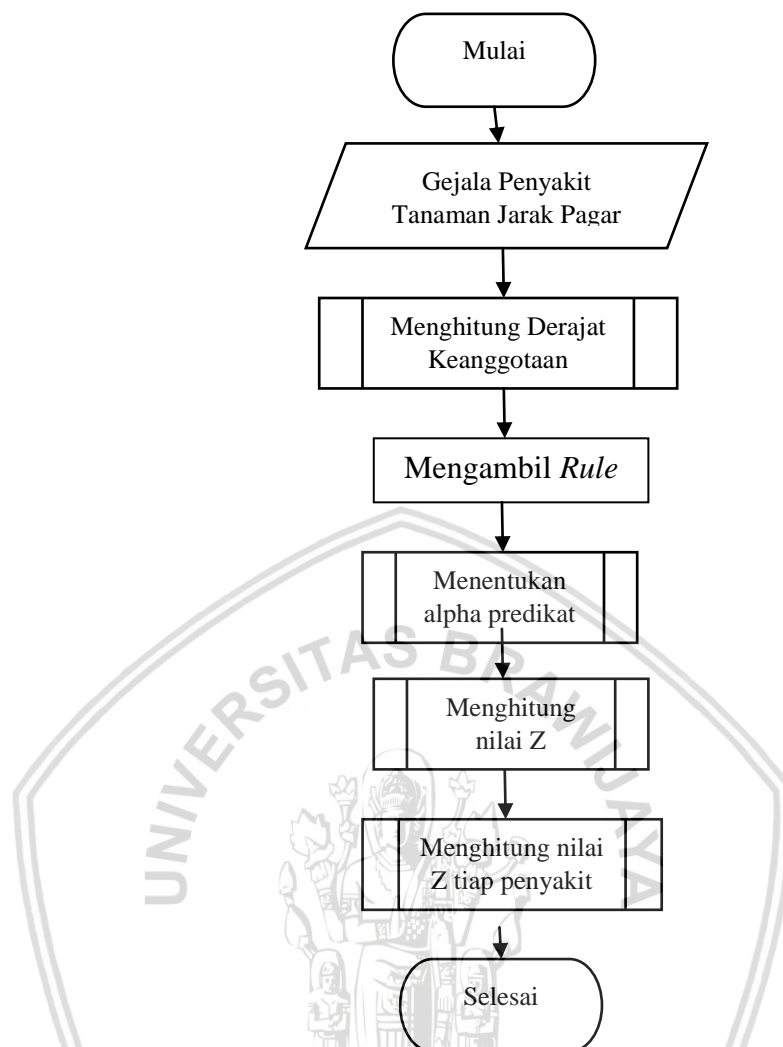 Mulai
Gejala Penyakit
Tanaman Jarak Pagar
Menghitung Derajat
Keanggotaan
Mengambil Rule
Menentukan
alpha predikat
UNIVERSITAS BRAWIJAYA
Menghitung
nilai Z
Menghitung nilai
Z tiap penyakit
Selesai